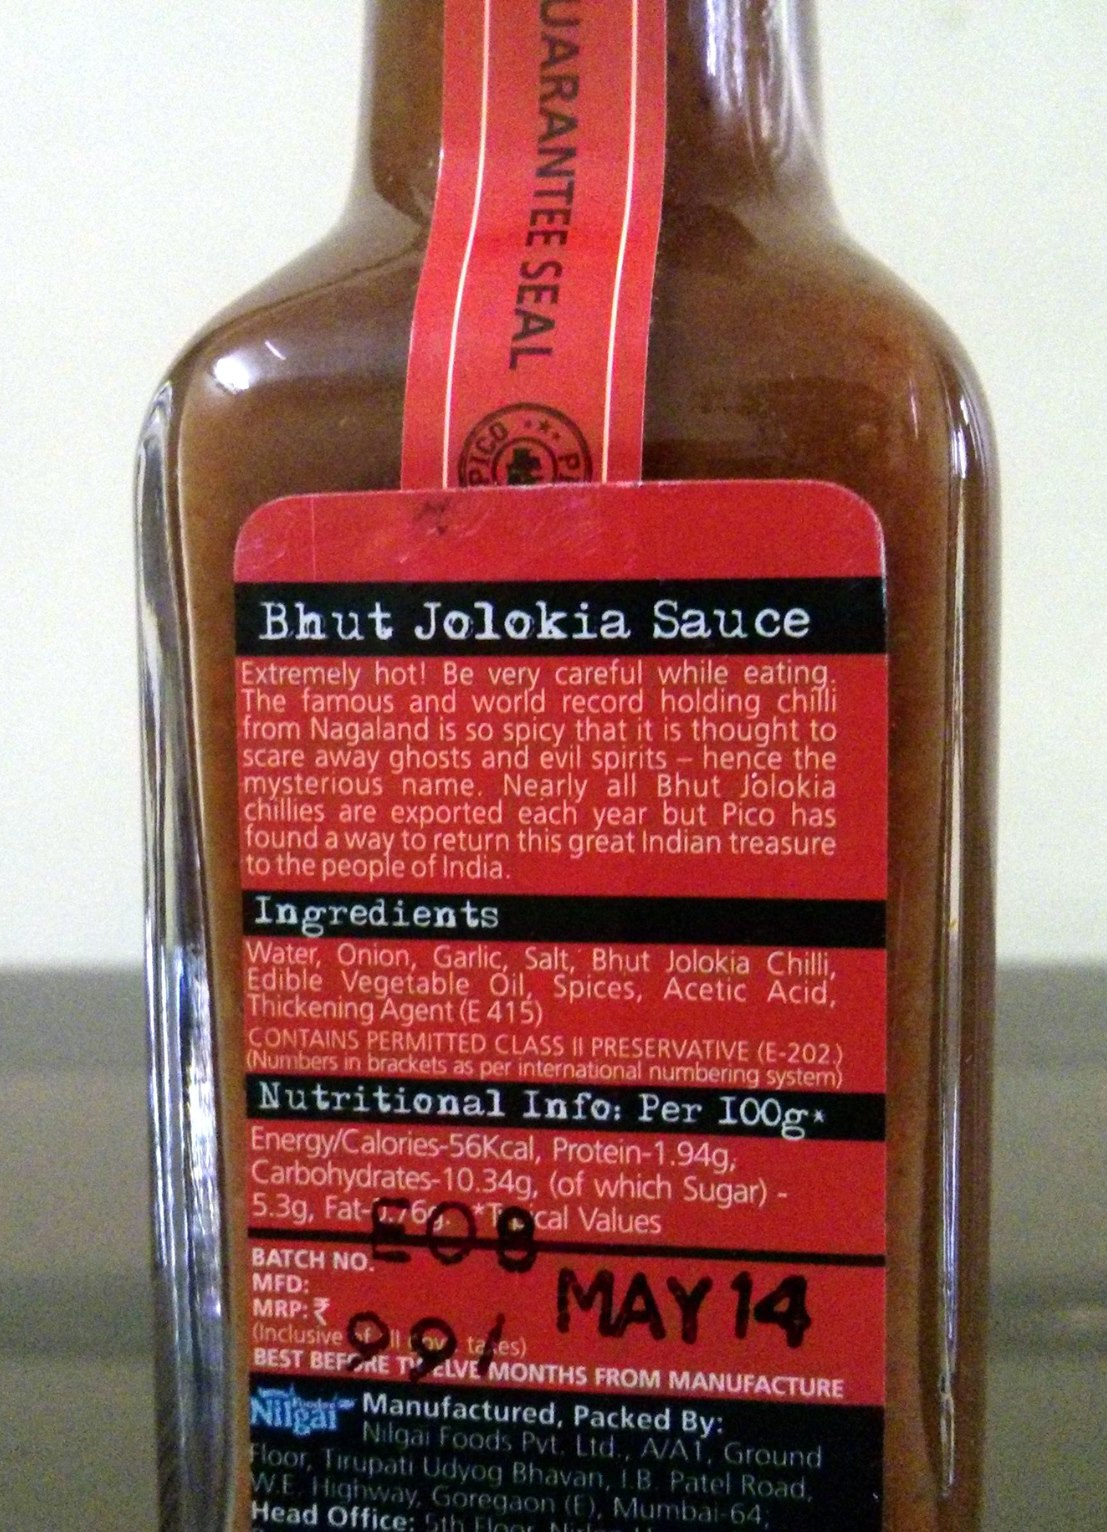 GUARANTEE SEAL
PICO
Bhut Jolokia Sauce
Extremely hot! Be very careful while eating.
The famous and world record holding chilli
from Nagaland is so spicy that it is thought to
scare away ghosts and evil spirits – hence the
mysterious name. Nearly all Bhut Jolokia
chillies are exported each year but Pico has
found a way to return this great Indian treasure
to the people of India.
Ingredients
Water, Onion, Garlic, Salt, Bhut Jolokia Chilli,
Edible Vegetable Oil, Spices, Acetic Acid,
Thickening Agent (E 415)
CONTAINS PERMITTED CLASS II PRESERVATIVE (E-202.)
(Numbers in brackets as per international numbering system)
Nutritional Info: Per 100g*
Energy/Calories-56Kcal, Protein-1.94g,
Carbohydrates-10.34g, (of which Sugar) -
5.3g, Fat-0.76g. *Typical Values
BATCH NO. E08
MFD: MAY 14
MRP: ₹ 99/
(Inclusive of all Govt. taxes)
BEST BEFORE TWELVE MONTHS FROM MANUFACTURE
Nilgai Foods
Manufactured, Packed By:
Nilgai Foods Pvt. Ltd., A/A1, Ground
Floor, Tirupati Udyog Bhavan, I.B. Patel Road,
W.E. Highway, Goregaon (E), Mumbai-64;
Head Office: 5th Floor,